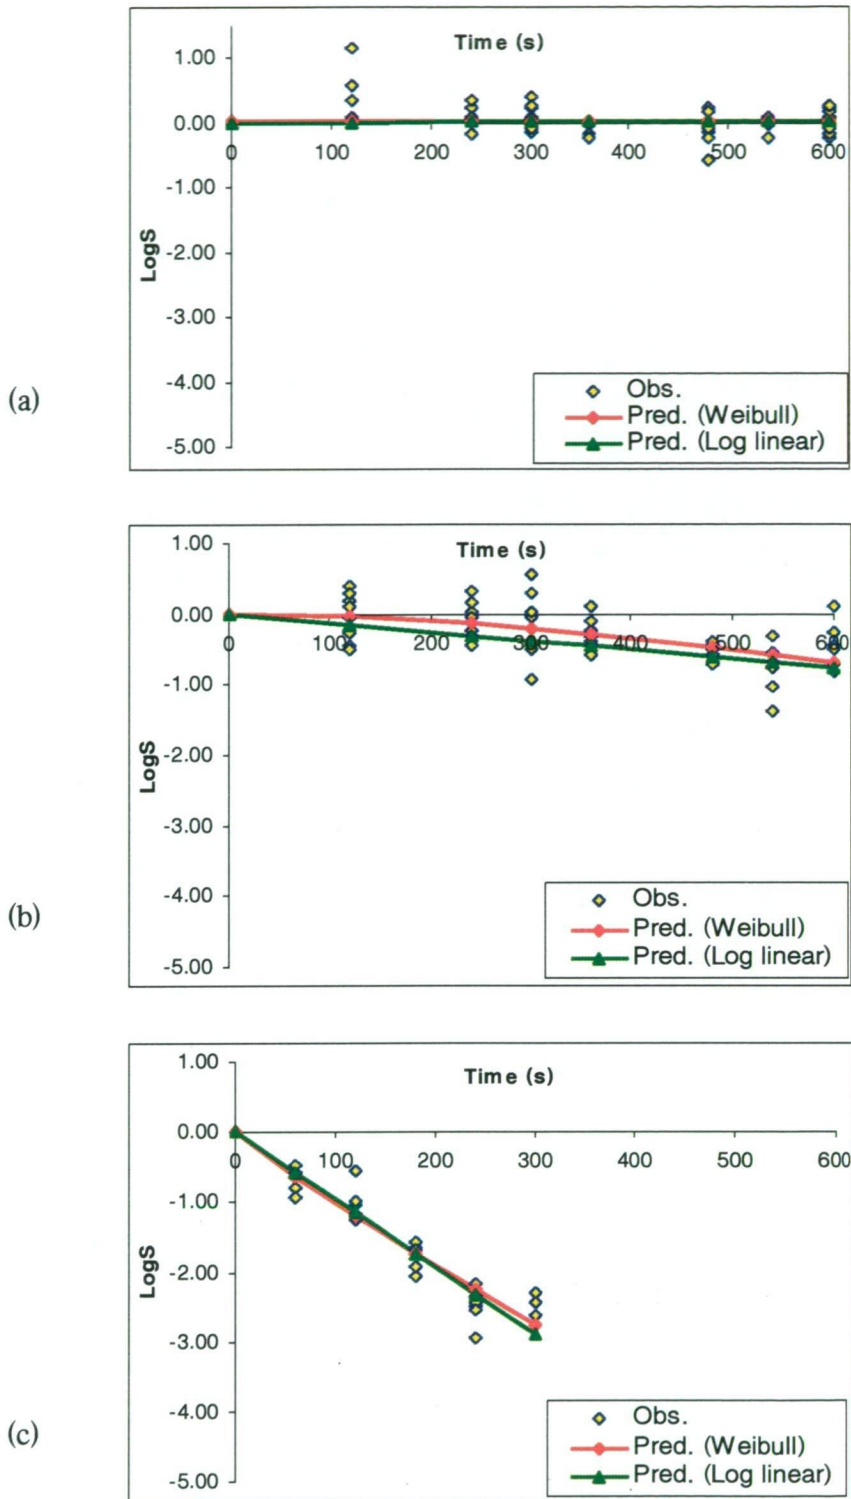 Time (s)
1.00
0.00
0 100 200 300 400 500 600
-1.00
LogS
-2.00
-3.00
-4.00
-5.00
(a)
Obs.
Pred. (Weibull)
Pred. (Log linear)
1.00
Time (s)
0.00
0 100 200 300 400 500 600
-1.00
LogS
-2.00
-3.00
-4.00
-5.00
(b)
Obs.
Pred. (Weibull)
Pred. (Log linear)
1.00
Time (s)
0.00
0 100 200 300 400 500 600
-1.00
LogS
-2.00
-3.00
-4.00
-5.00
(c)
Obs.
Pred. (Weibull)
Pred. (Log linear)